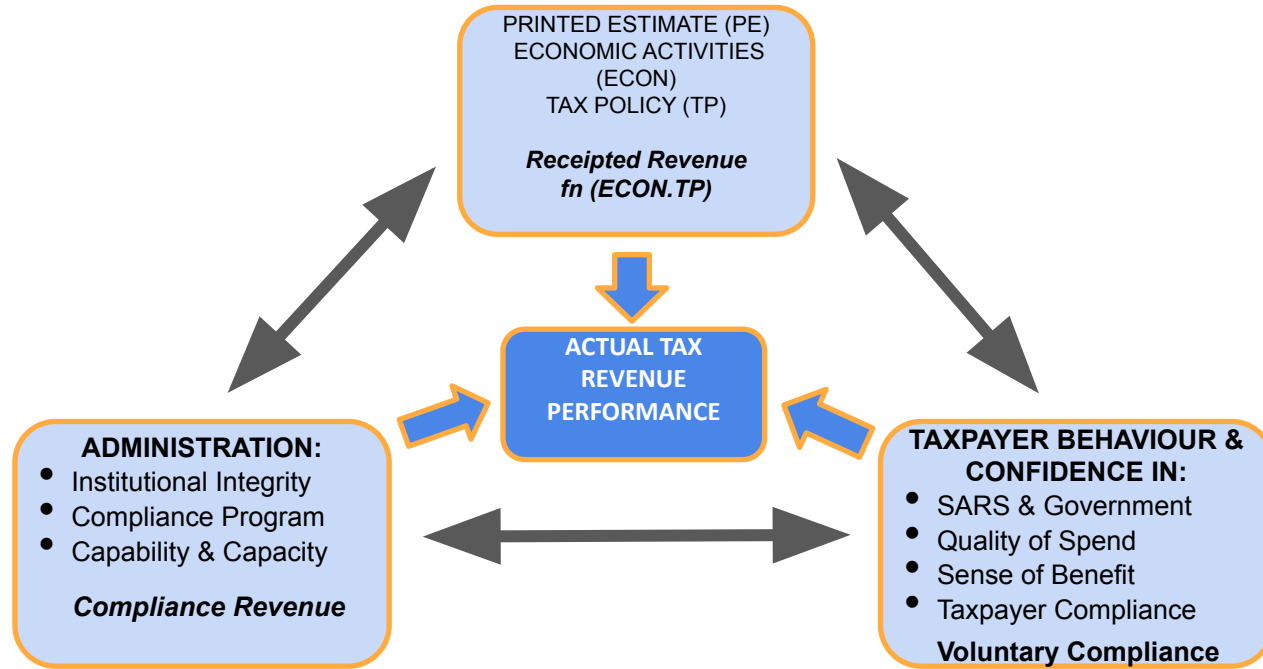 PRINTED ESTIMATE (PE)
ECONOMIC ACTIVITIES
(ECON)
TAX POLICY (TP)
Receipted Revenue
fn (ECON.TP)
ACTUAL TAX
REVENUE
PERFORMANCE
ADMINISTRATION:
• Institutional Integrity
• Compliance Program
• Capability & Capacity
Compliance Revenue
TAXPAYER BEHAVIOUR &
CONFIDENCE IN:
• SARS & Government
• Quality of Spend
• Sense of Benefit
• Taxpayer Compliance
Voluntary Compliance